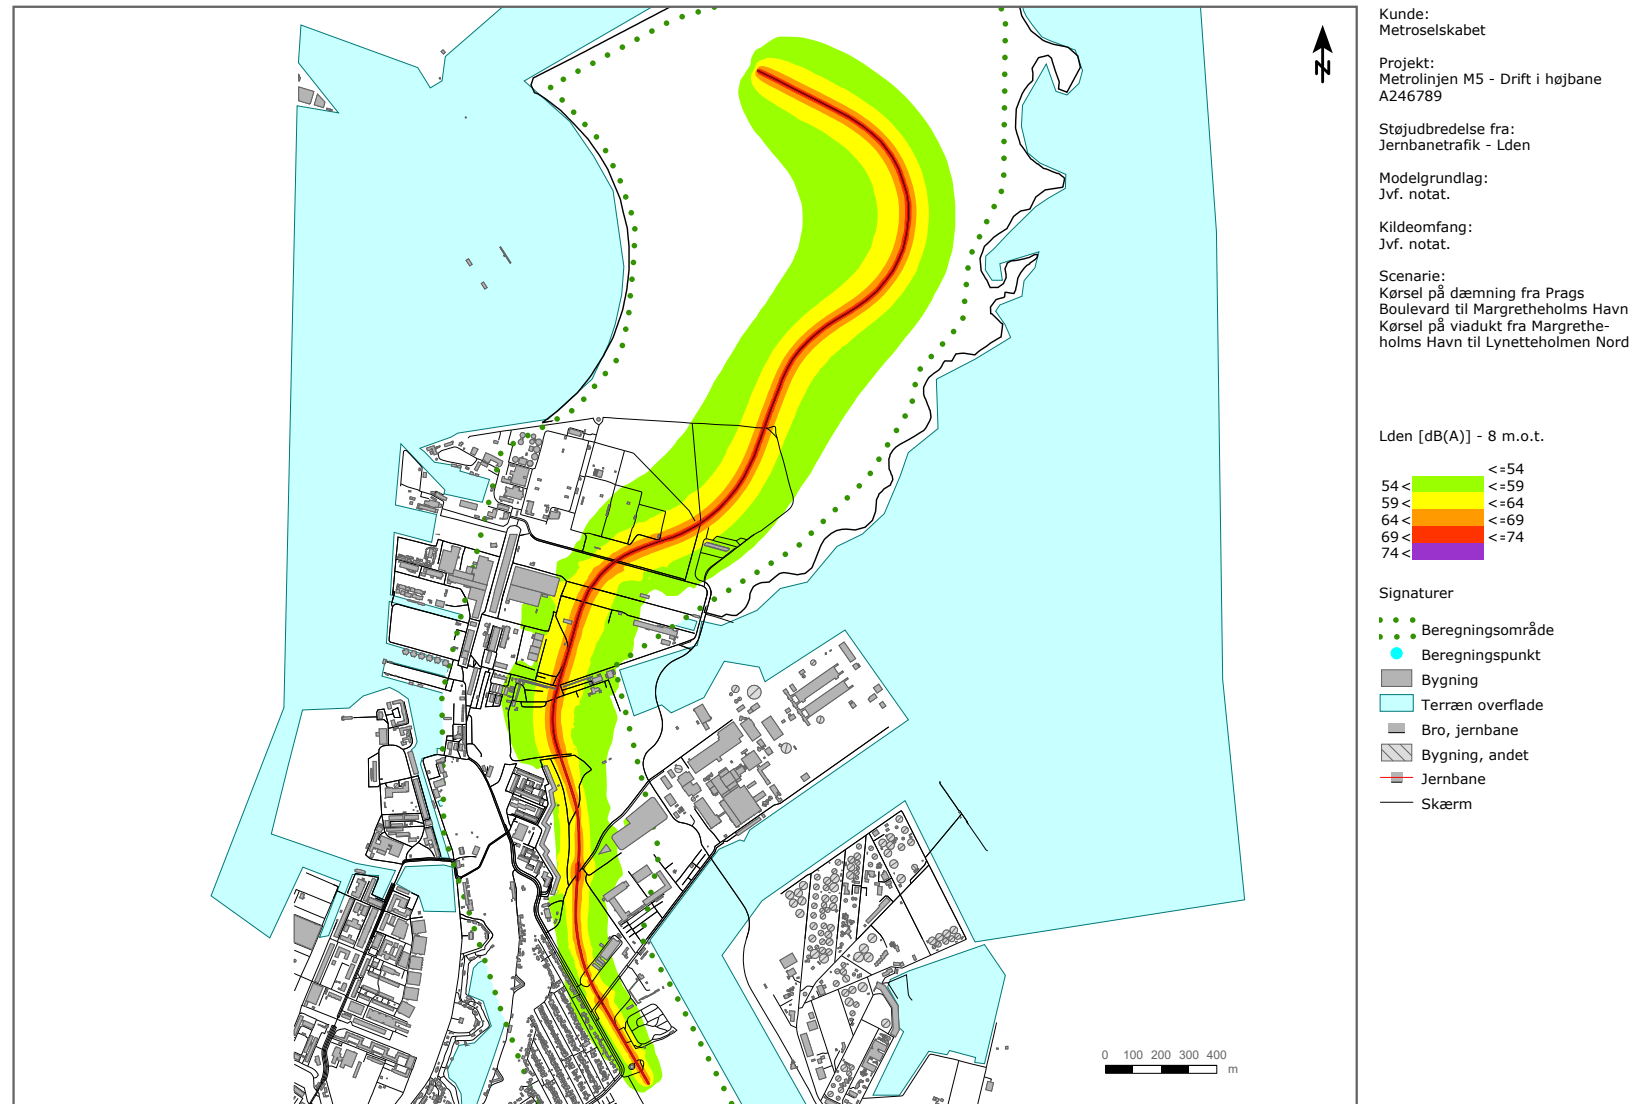 Kunde:
Metroselskabet
Projekt:
Metrolinjen M5 - Drift i højbane
A246789
Støjudbredelse fra:
Jernbanetrafik - Lden
Modelgrundlag:
Jvf. notat.
Kildeomfang:
Jvf. notat.
Scenarie:
Kørsel på dæmning fra Prags
Boulevard til Margretheholms Havn
Kørsel på viadukt fra Margrethe-
holms Havn til Lynetteholmen Nord
Lden [dB(A)] - 8 m.o.t.
<=54
54< <=59
59< <=64
64< <=69
69< <=74
74<
Signaturer
Beregningsområde
Beregningspunkt
Bygning
Terræn overflade
Bro, jernbane
Bygning, andet
Jernbane
Skærm
N
0 100 200 300 400
m